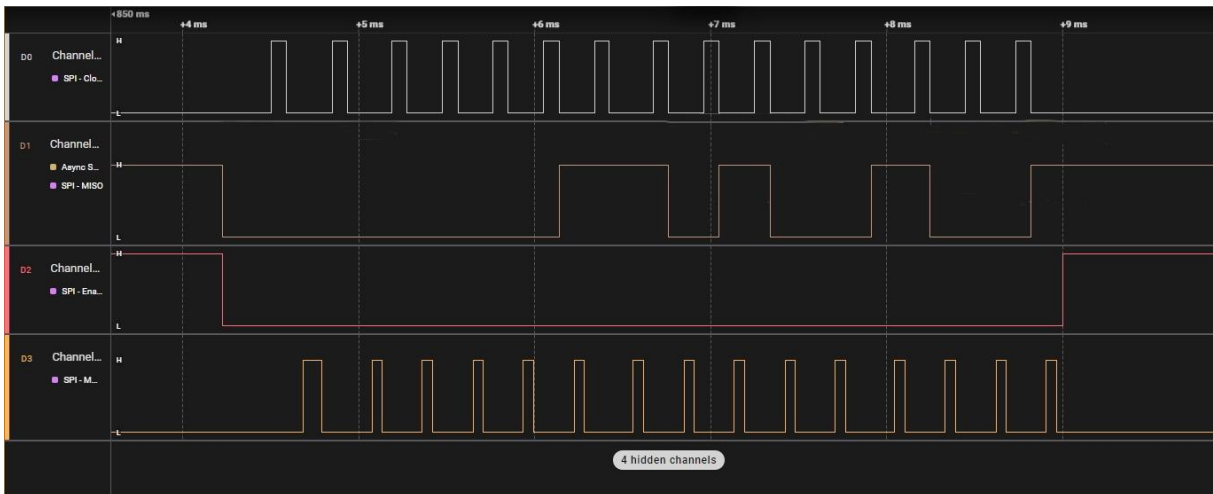 ◂850 ms
+4 ms +5 ms +6 ms +7 ms +8 ms +9 ms
D0 Channel... H
SPI - Clo...
L
D1 Channel... H
Async S...
SPI - MISO
L
D2 Channel... H
SPI - Ena...
L
D3 Channel... H
SPI - M...
L
4 hidden channels